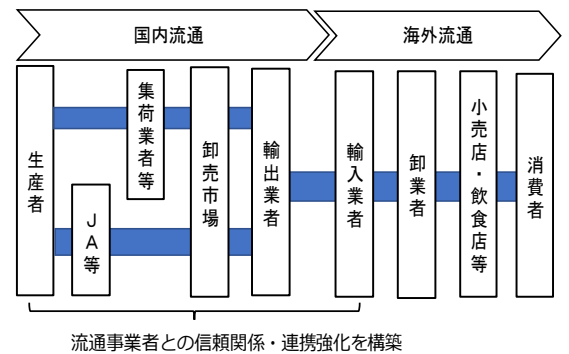 国内流通
海外流通
生産者
集荷業者等
JA等
卸売市場
輸出業者
輸入業者
卸業者
小売店・飲食店等
消費者
流通事業者との信頼関係・連携強化を構築